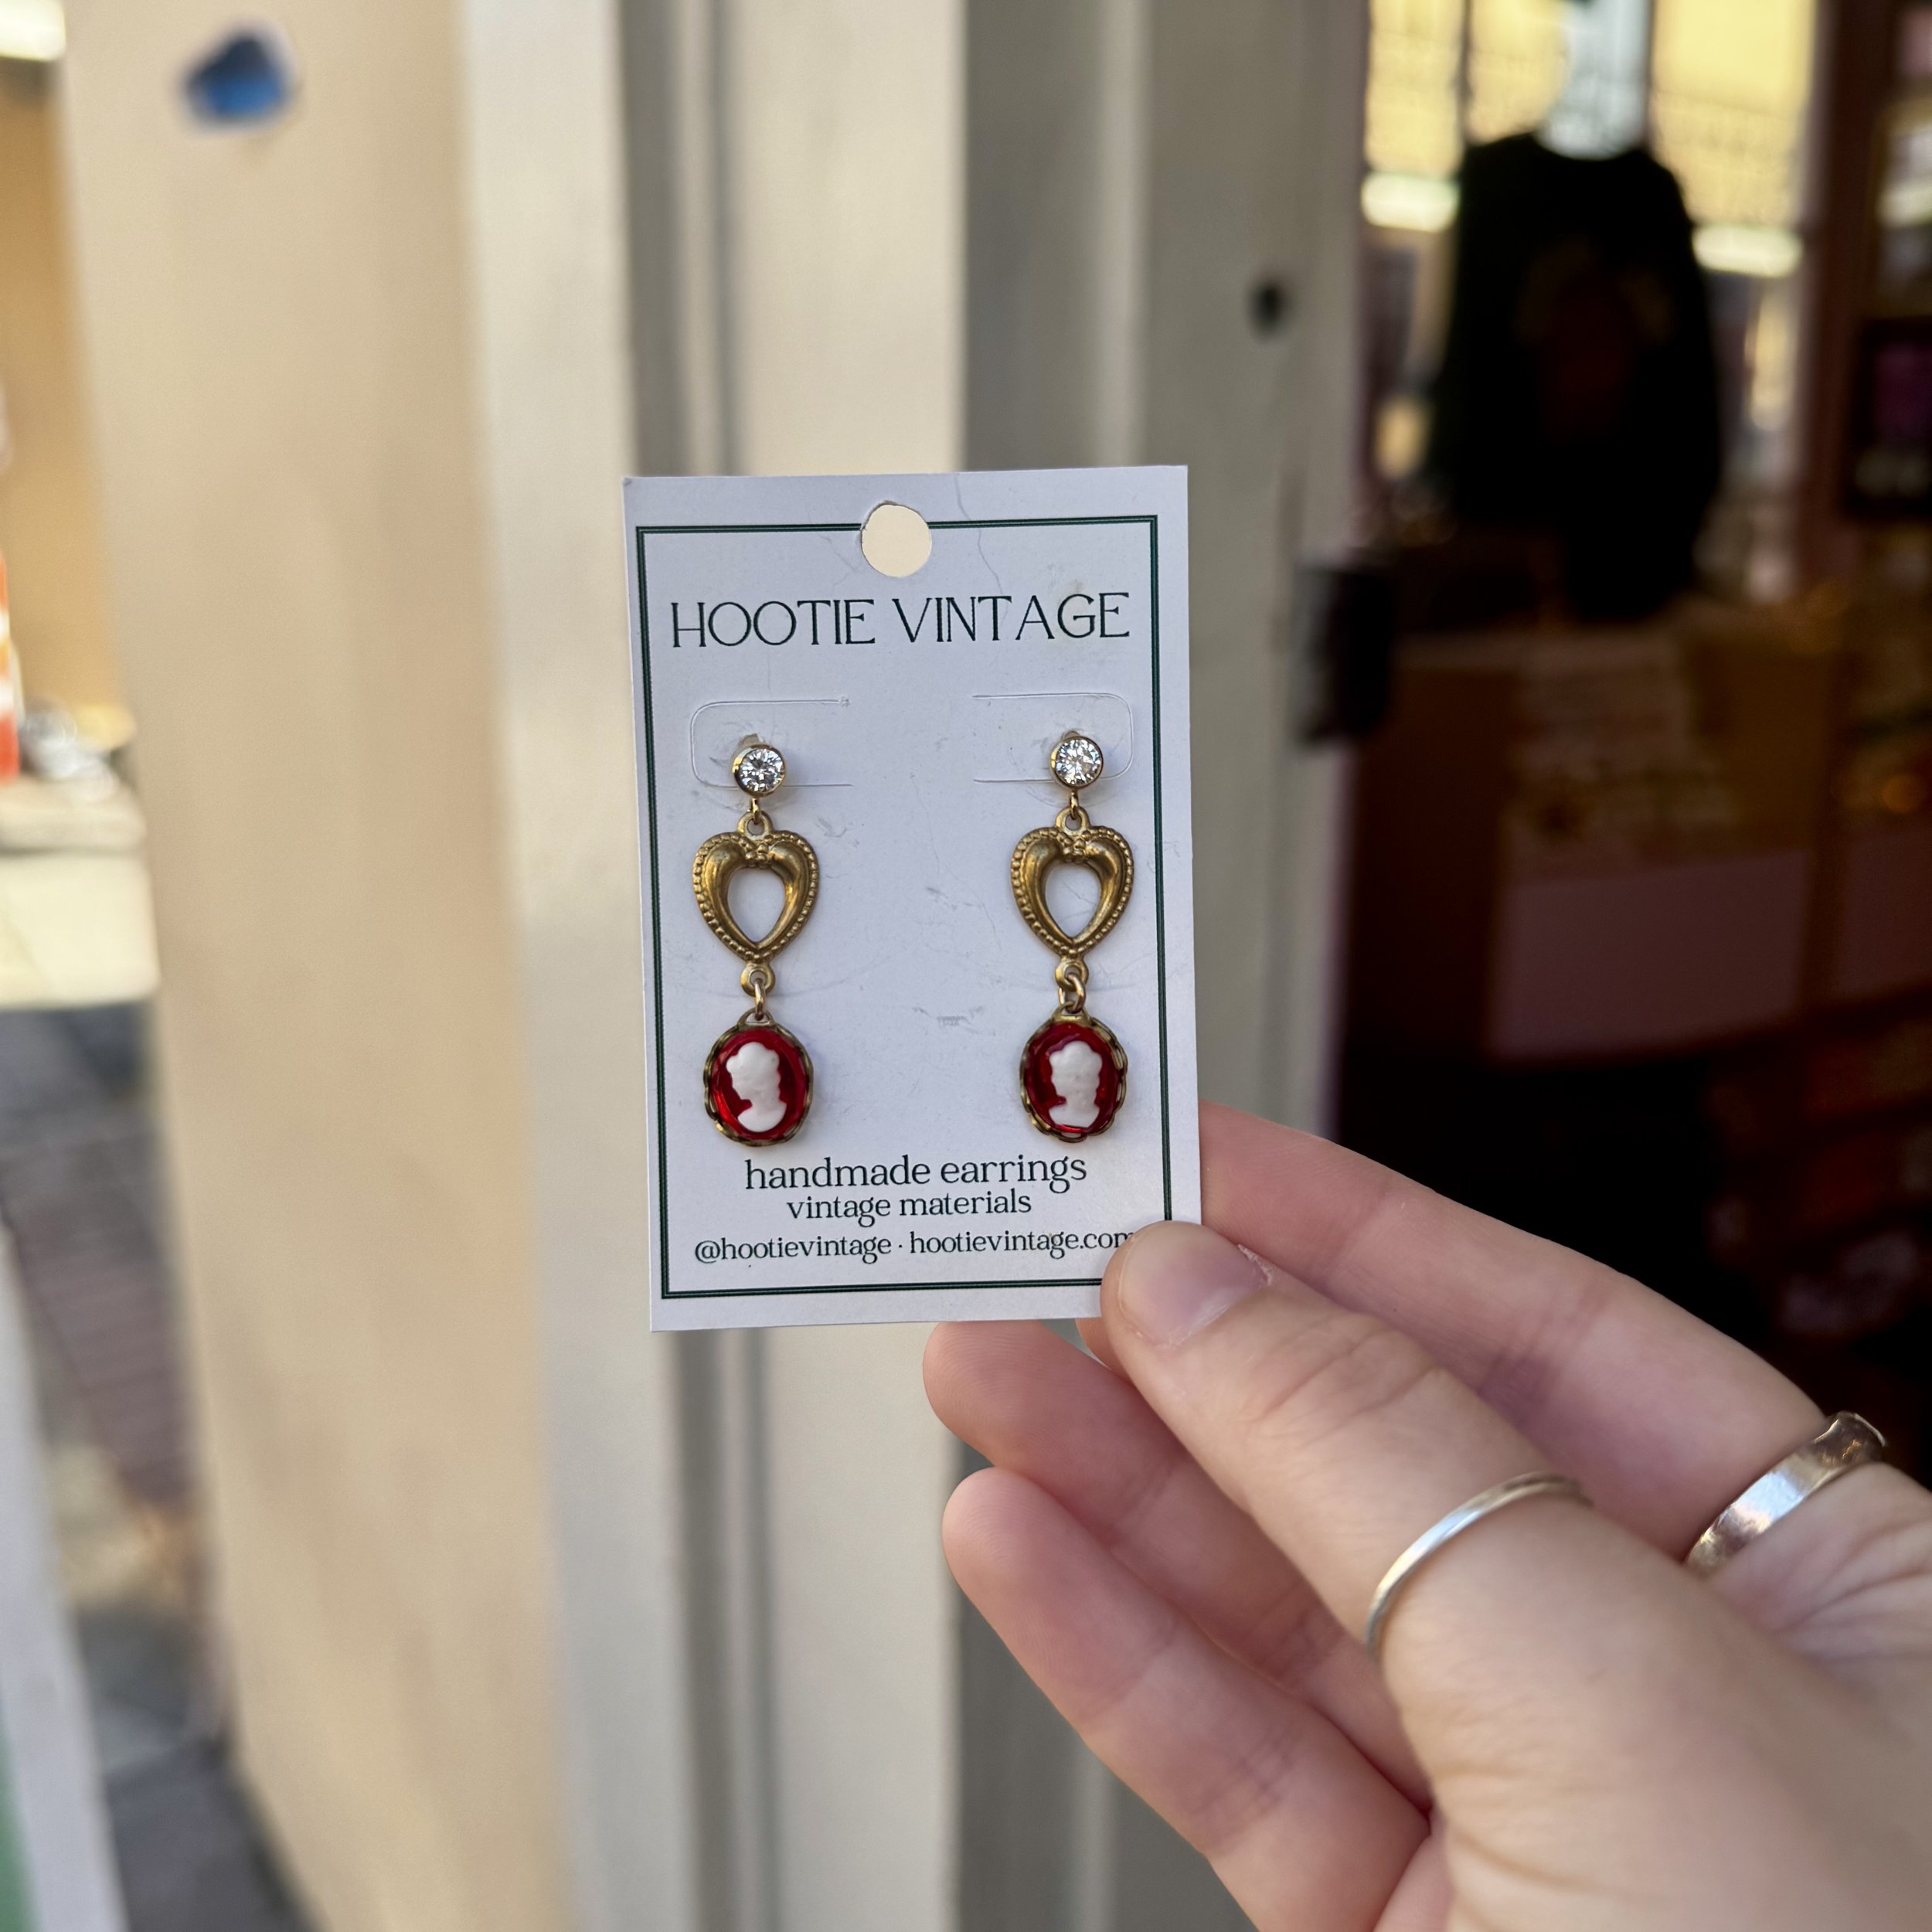 HOOTIE VINTAGE
handmade earrings
vintage materials
@hootievintage · hootievintage.com